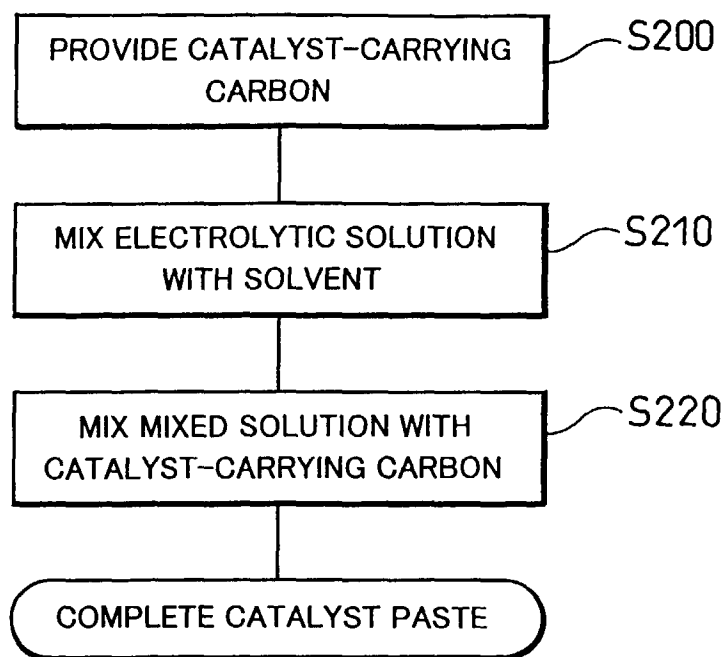 PROVIDE CATALYST-CARRYING
CARBON
S200
MIX ELECTROLYTIC SOLUTION
WITH SOLVENT
S210
MIX MIXED SOLUTION WITH
CATALYST-CARRYING CARBON
S220
COMPLETE CATALYST PASTE